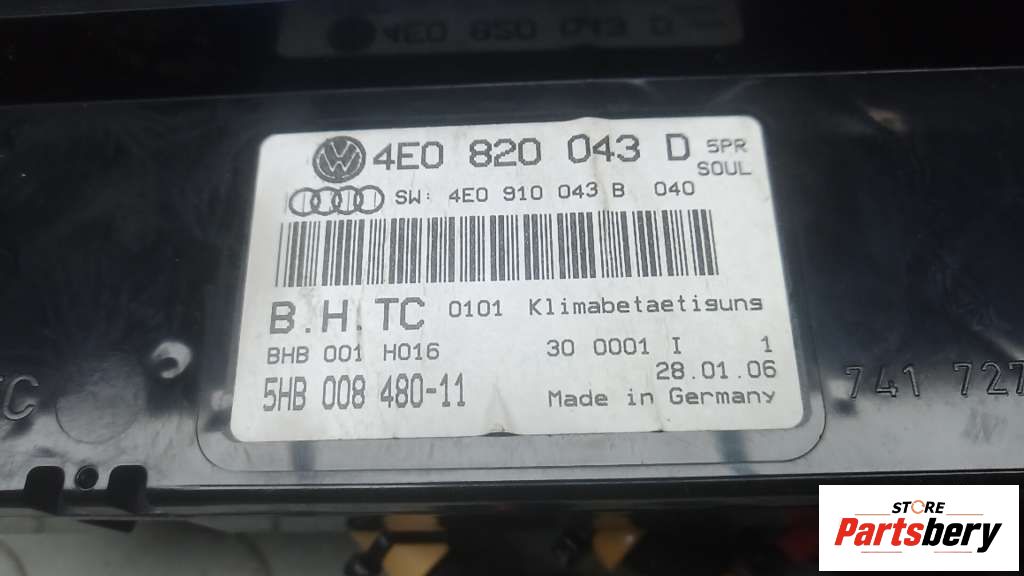 4E0 820 043 D 5PR
SOUL
SW: 4E0 910 043 B 040
B.H.TC 0101 Klimabetaetigung
BHB 001 H016 30 0001 I 1
28.01.06
5HB 008 480-11 Made in Germany
TC
741 727
STORE
Partsbery